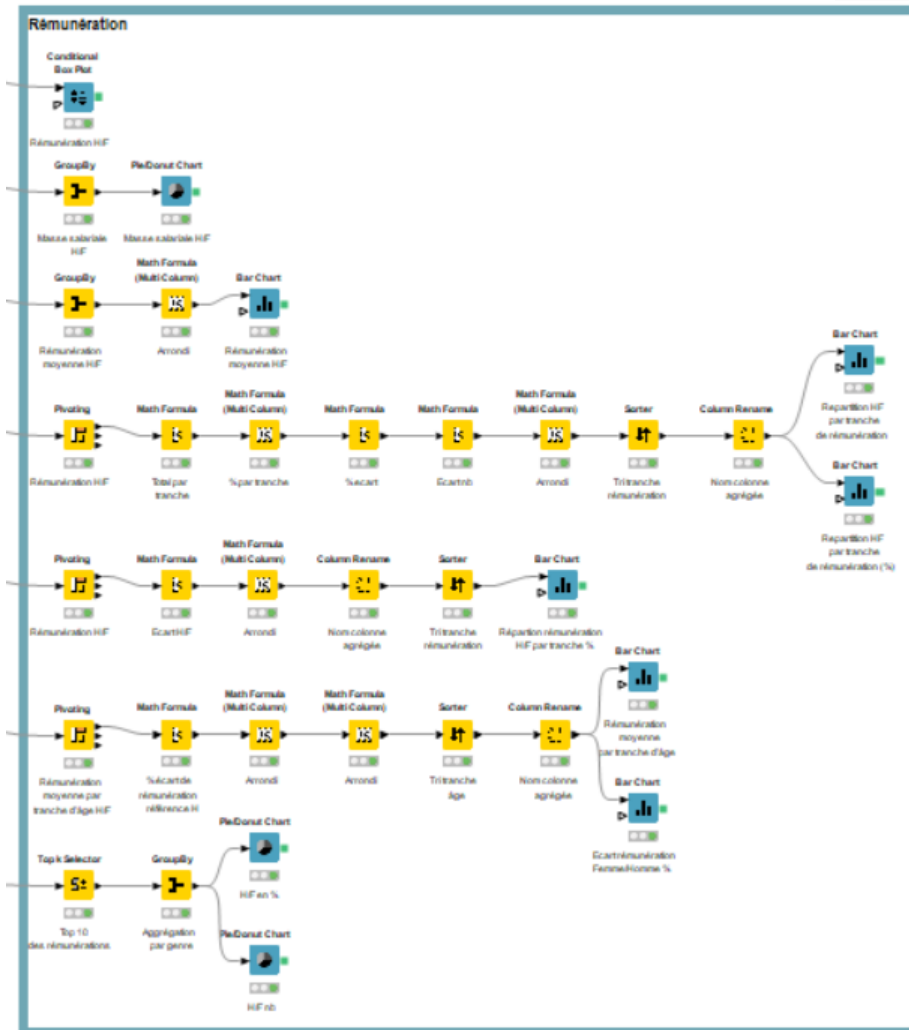 Rémunération
Conditional
Box Plot
Rémunération H/F
GroupBy
Pie/Donut Chart
Masse salariale
H/F
Masse salariale H/F
GroupBy
Math Formula
(Multi Column)
Bar Chart
Rémunération
moyenne H/F
Arrondi
Rémunération
moyenne H/F
Bar Chart
Repartition H/F
par tranche
de rémunération
Pivoting
Math Formula
Math Formula
(Multi Column)
Math Formula
Math Formula
Math Formula
(Multi Column)
Sorter
Column Rename
Rémunération H/F
Total par
tranche
% par tranche
% ecart
Ecart nb
Arrondi
Tri tranche
rémunération
Nom colonne
agrégée
Bar Chart
Repartition H/F
par tranche
de rémunération (%)
Pivoting
Math Formula
Math Formula
(Multi Column)
Column Rename
Sorter
Bar Chart
Rémunération H/F
Ecart H/F
Arrondi
Nom colonne
agrégée
Tri tranche
rémunération
Répartion rémunération
H/F par tranche %
Bar Chart
Rémunération
moyenne
par tranche d'âge
Pivoting
Math Formula
Math Formula
(Multi Column)
Math Formula
(Multi Column)
Sorter
Column Rename
Rémunération
moyenne par
tranche d'âge H/F
% écart de
rémunération
référence H
Arrondi
Arrondi
Tri tranche
âge
Nom colonne
agrégée
Bar Chart
Ecart rémunération
Femme/Homme %
Top k Selector
GroupBy
Pie/Donut Chart
H/F en %
Top 10
des rémunérations
Aggrégation
par genre
Pie/Donut Chart
H/F nb